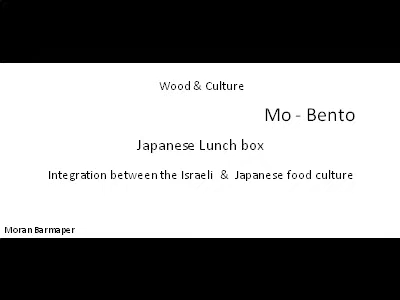 Wood & Culture
Mo - Bento
Japanese Lunch box
Integration between the Israeli & Japanese food culture
Moran Barmaper